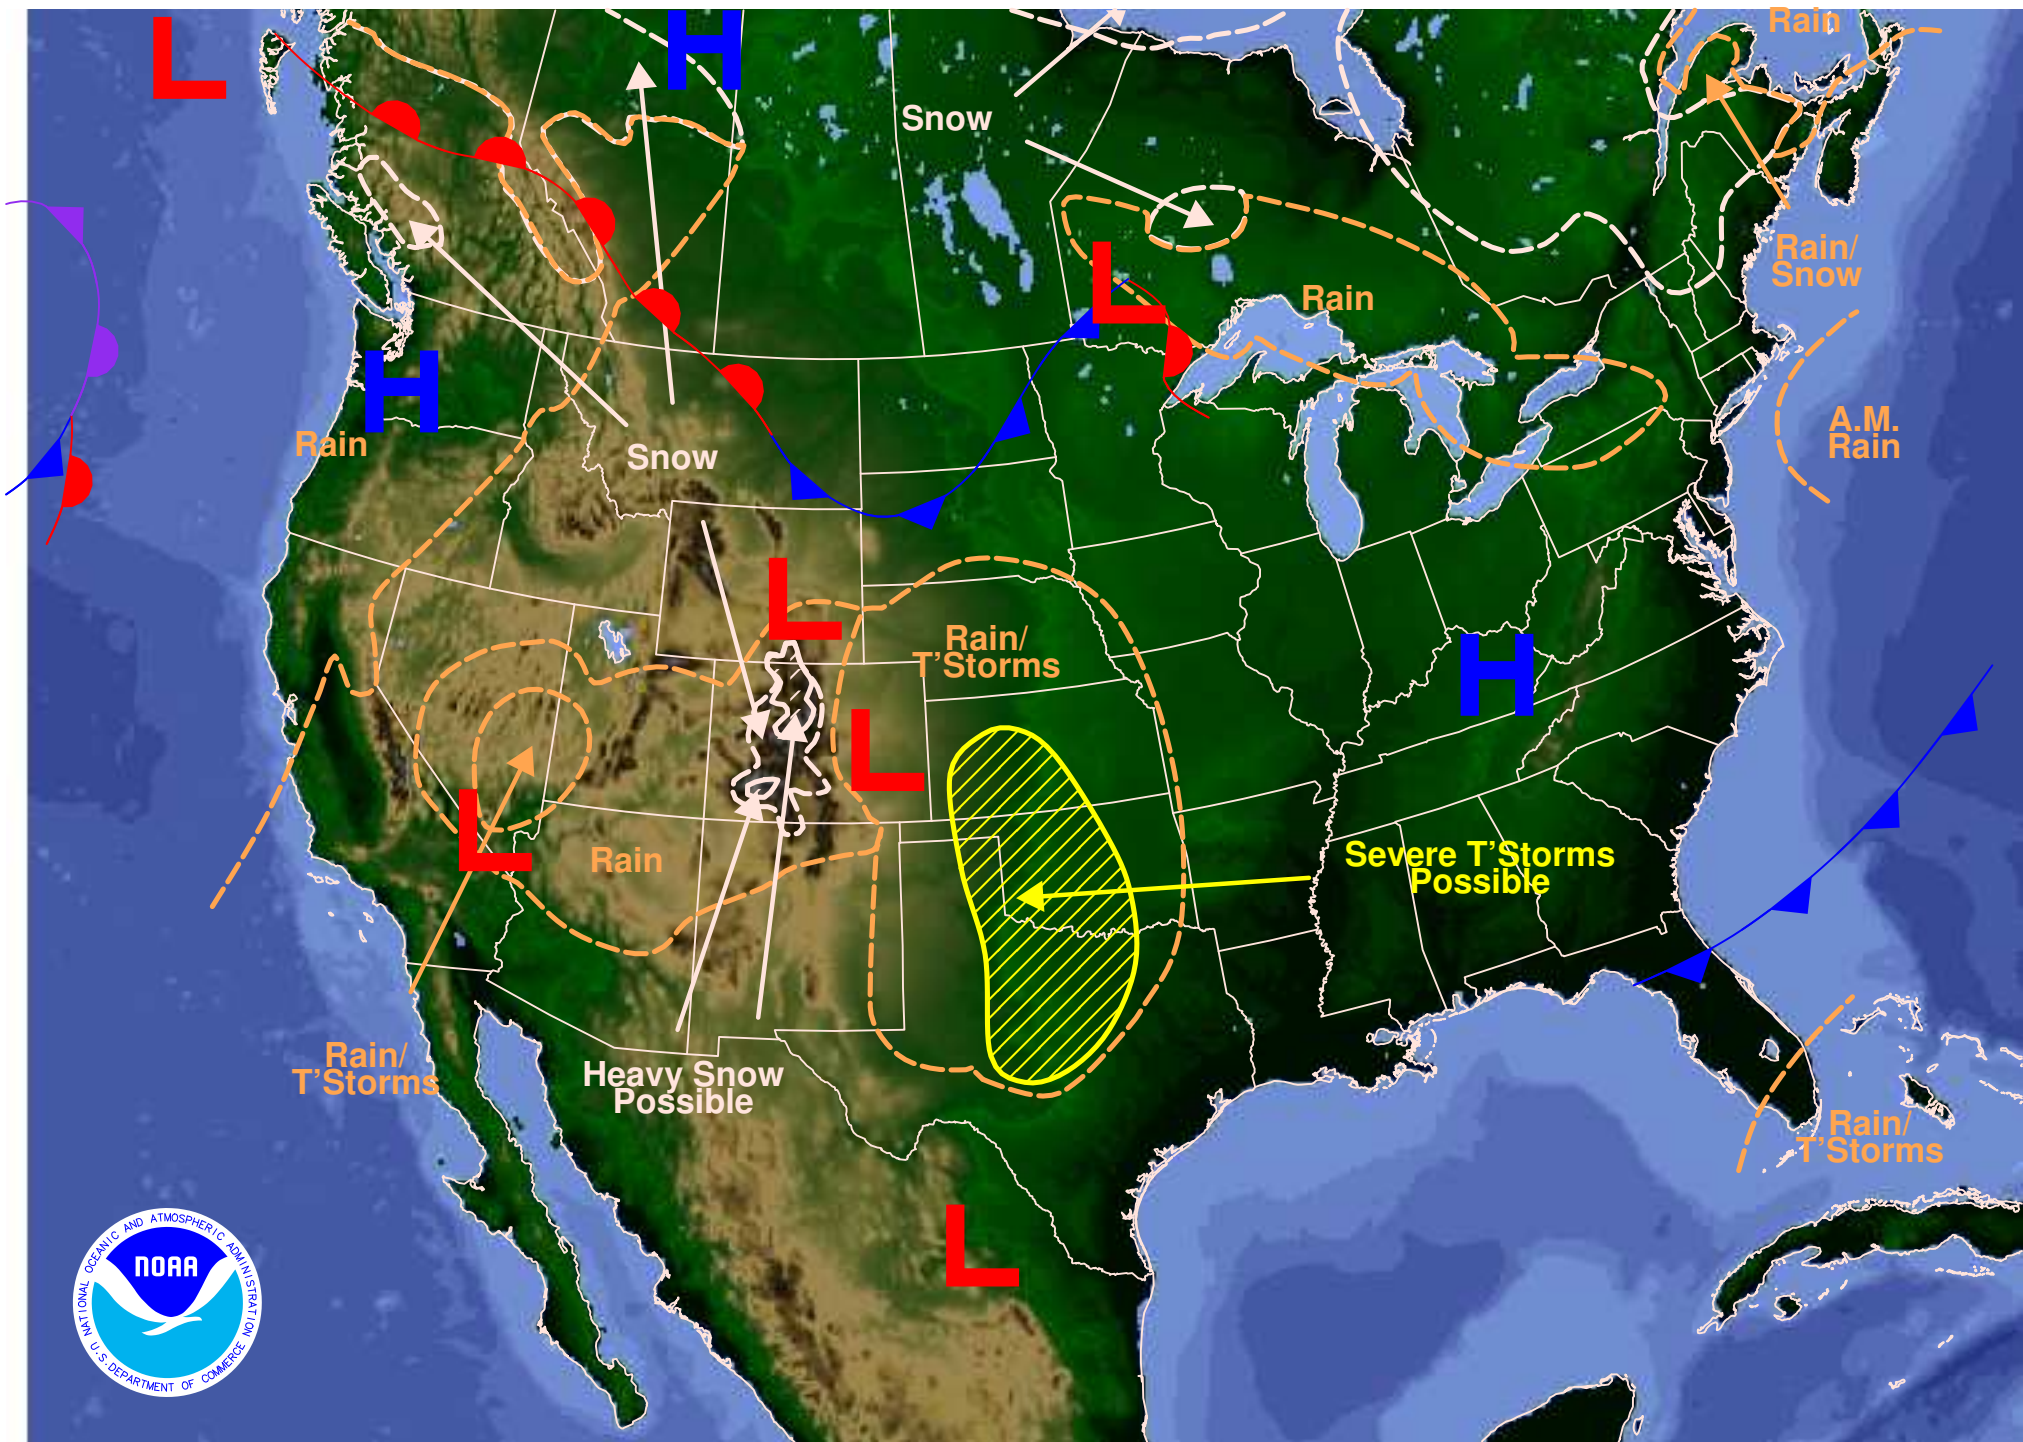 Rain
L
H
Snow
Rain/
Snow
L
Rain
H
Rain
A.M.
Rain
Snow
L
Rain/
T'Storms
H
L
L
Rain
Severe T'Storms
Possible
Rain/
T'Storms
Heavy Snow
Possible
Rain/
T'Storms
L
NATIONAL OCEANIC AND ATMOSPHERIC ADMINISTRATION
NOAA
U.S. DEPARTMENT OF COMMERCE